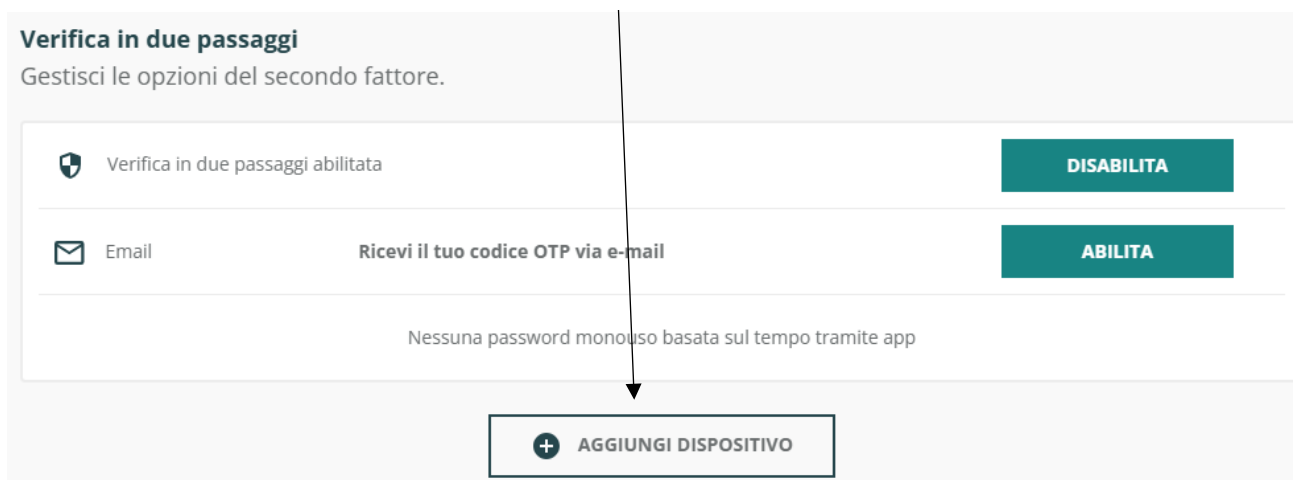 Verifica in due passaggi
Gestisci le opzioni del secondo fattore.
Verifica in due passaggi abilitata
DISABILITA
Email
Ricevi il tuo codice OTP via e-mail
ABILITA
Nessuna password monouso basata sul tempo tramite app
AGGIUNGI DISPOSITIVO